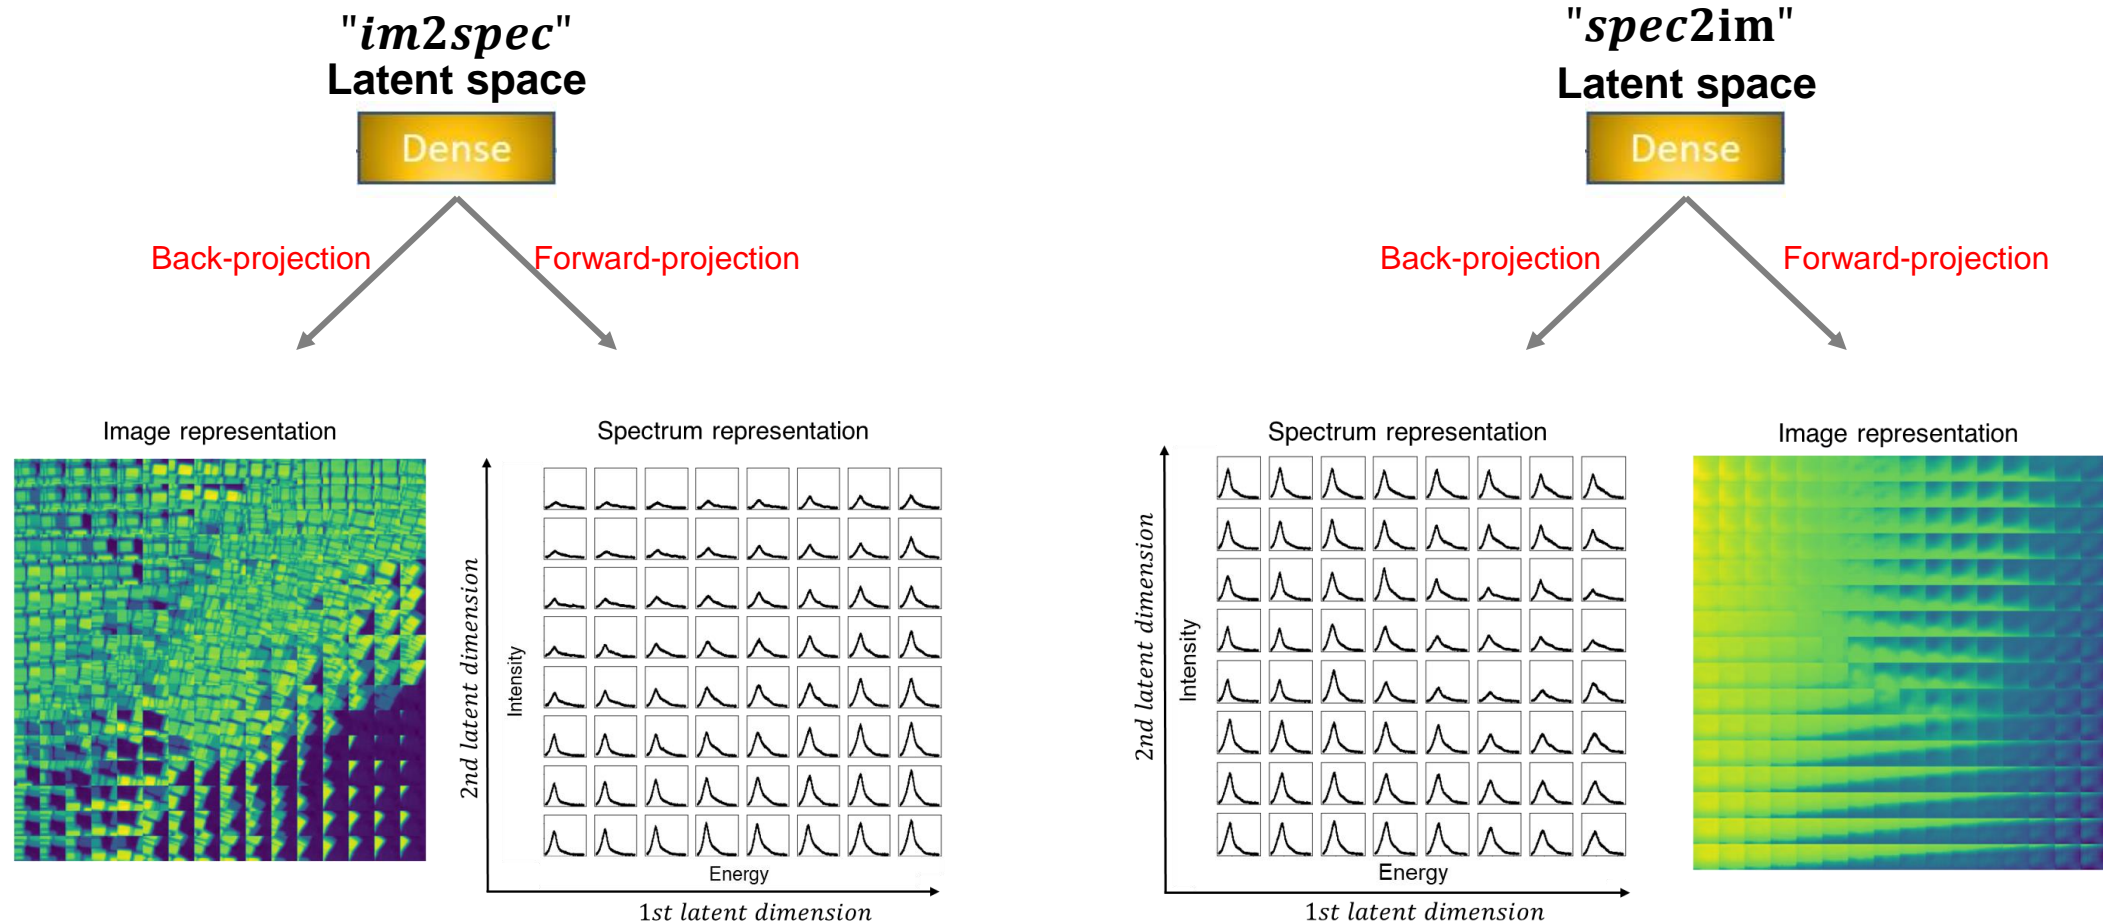 "im2spec"
Latent space
Dense
Back-projection
Forward-projection
Image representation
Spectrum representation
2nd latent dimension
Intensity
Energy
1st latent dimension
"spec2im"
Latent space
Dense
Back-projection
Forward-projection
Spectrum representation
Image representation
2nd latent dimension
Intensity
Energy
1st latent dimension